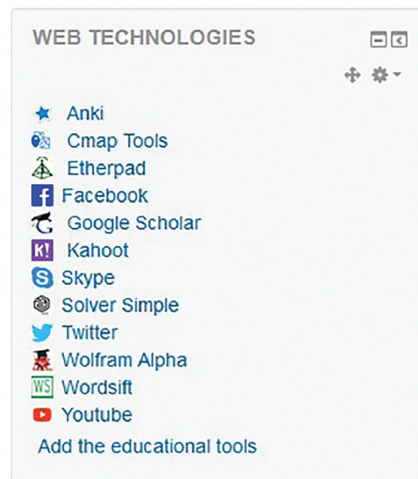 WEB TECHNOLOGIES
Anki
Cmap Tools
Etherpad
Facebook
Google Scholar
K! Kahoot
Skype
Solver Simple
Twitter
Wolfram Alpha
WS Wordsift
Youtube
Add the educational tools